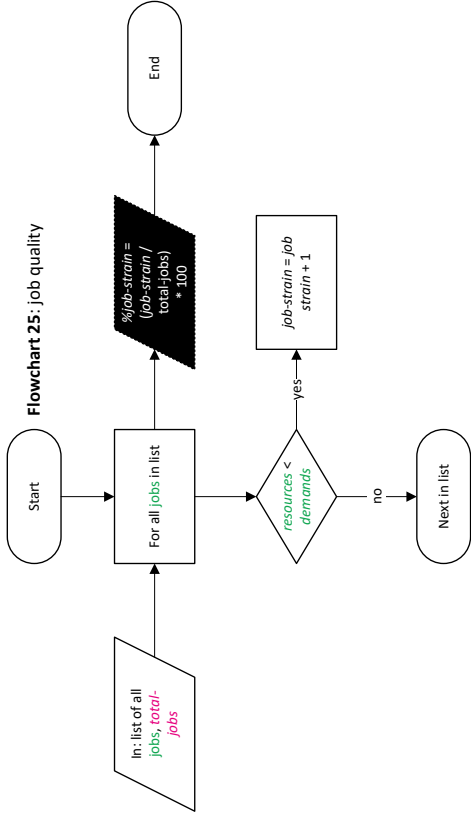 Flowchart 25: job quality
Start
In: list of all
jobs, total-
jobs
For all jobs in list
%job-strain =
(job-strain /
total-jobs)
* 100
End
resources <
demands
yes
job-strain = job
strain + 1
no
Next in list